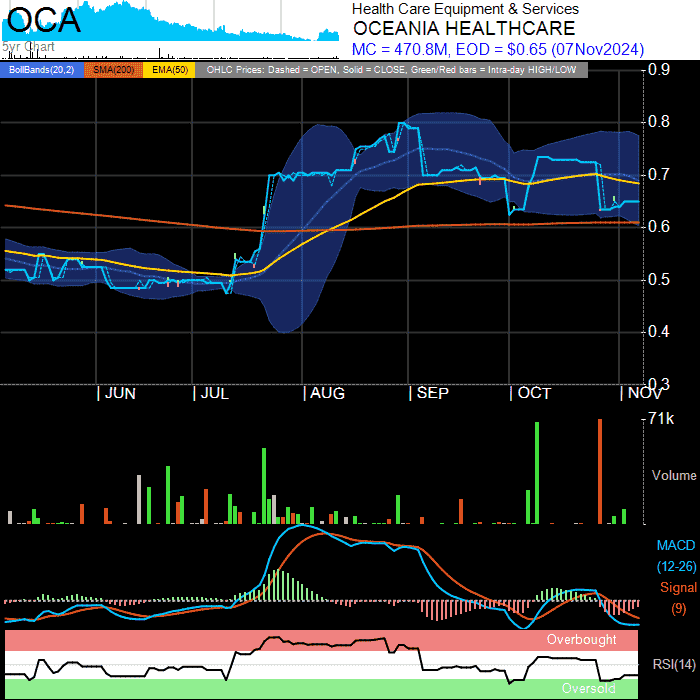 OCA
5yr Chart
Health Care Equipment & Services
OCEANIA HEALTHCARE
MC = 470.8M, EOD = $0.65 (07Nov2024)
BollBands(20,2) SMA(200) EMA(50) OHLC Prices: Dashed = OPEN, Solid = CLOSE, Green/Red bars = Intra-day HIGH/LOW
0.9
0.8
0.7
0.6
0.5
0.4
0.3
JUN JUL AUG SEP OCT NOV
71k
Volume
MACD
(12-26)
Signal
(9)
Overbought
RSI(14)
Oversold